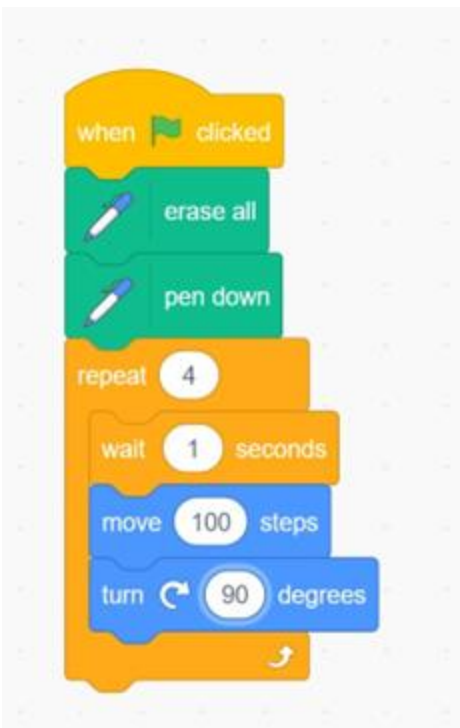 when clicked
erase all
pen down
repeat 4
wait 1 seconds
move 100 steps
turn 90 degrees